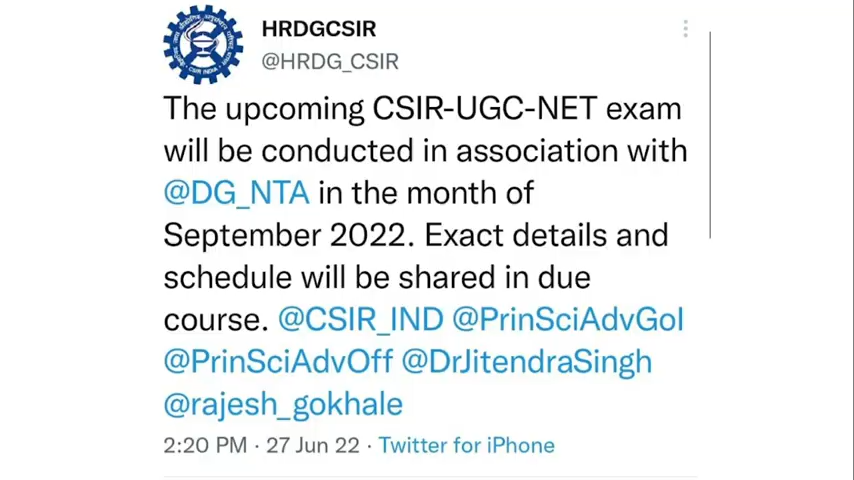 HRDGCSIR
@HRDG_CSIR
The upcoming CSIR-UGC-NET exam
will be conducted in association with
@DG_NTA in the month of
September 2022. Exact details and
schedule will be shared in due
course. @CSIR_IND @PrinSciAdvGoI
@PrinSciAdvOff @DrJitendraSingh
@rajesh_gokhale
2:20 PM · 27 Jun 22 · Twitter for iPhone